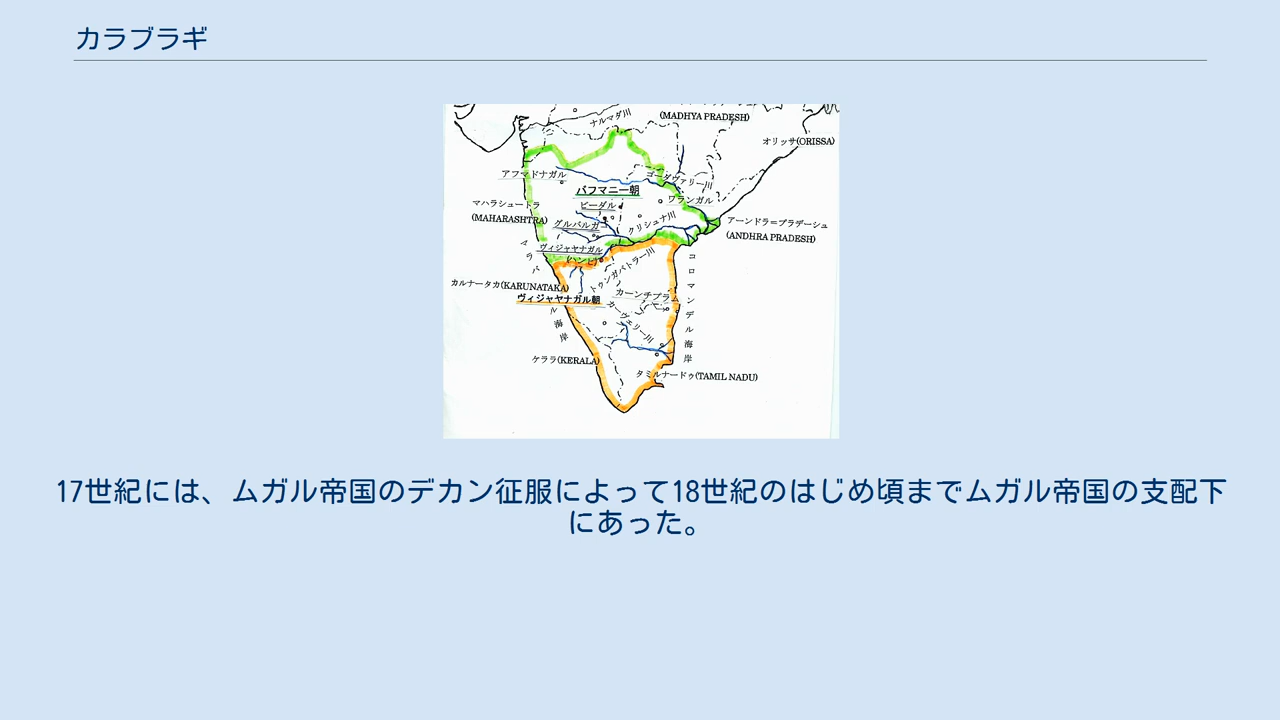 カラブラギ
ナルマダ川
(MADHYA PRADESH)
オリッサ(ORISSA)
アフマドナガル
ゴーダヴァリー川
バフマニー朝
ワランガル
ビーダル
マハラシュートラ
(MAHARASHTRA)
グルバルガ
クリシュナ川
アーンドラ=プラデーシュ
(ANDHRA PRADESH)
ヴィジャヤナガル
(ハンピ)
トゥンガバドラー川
カルナータカ(KARUNATAKA)
ヴィジャヤナガル朝
カーンチプラム
カーヴェリー川
マラバール海岸
コロマンデル海岸
ケララ(KERALA)
タミルナードゥ(TAMIL NADU)
17世紀には、ムガル帝国のデカン征服によって18世紀のはじめ頃までムガル帝国の支配下
にあった。